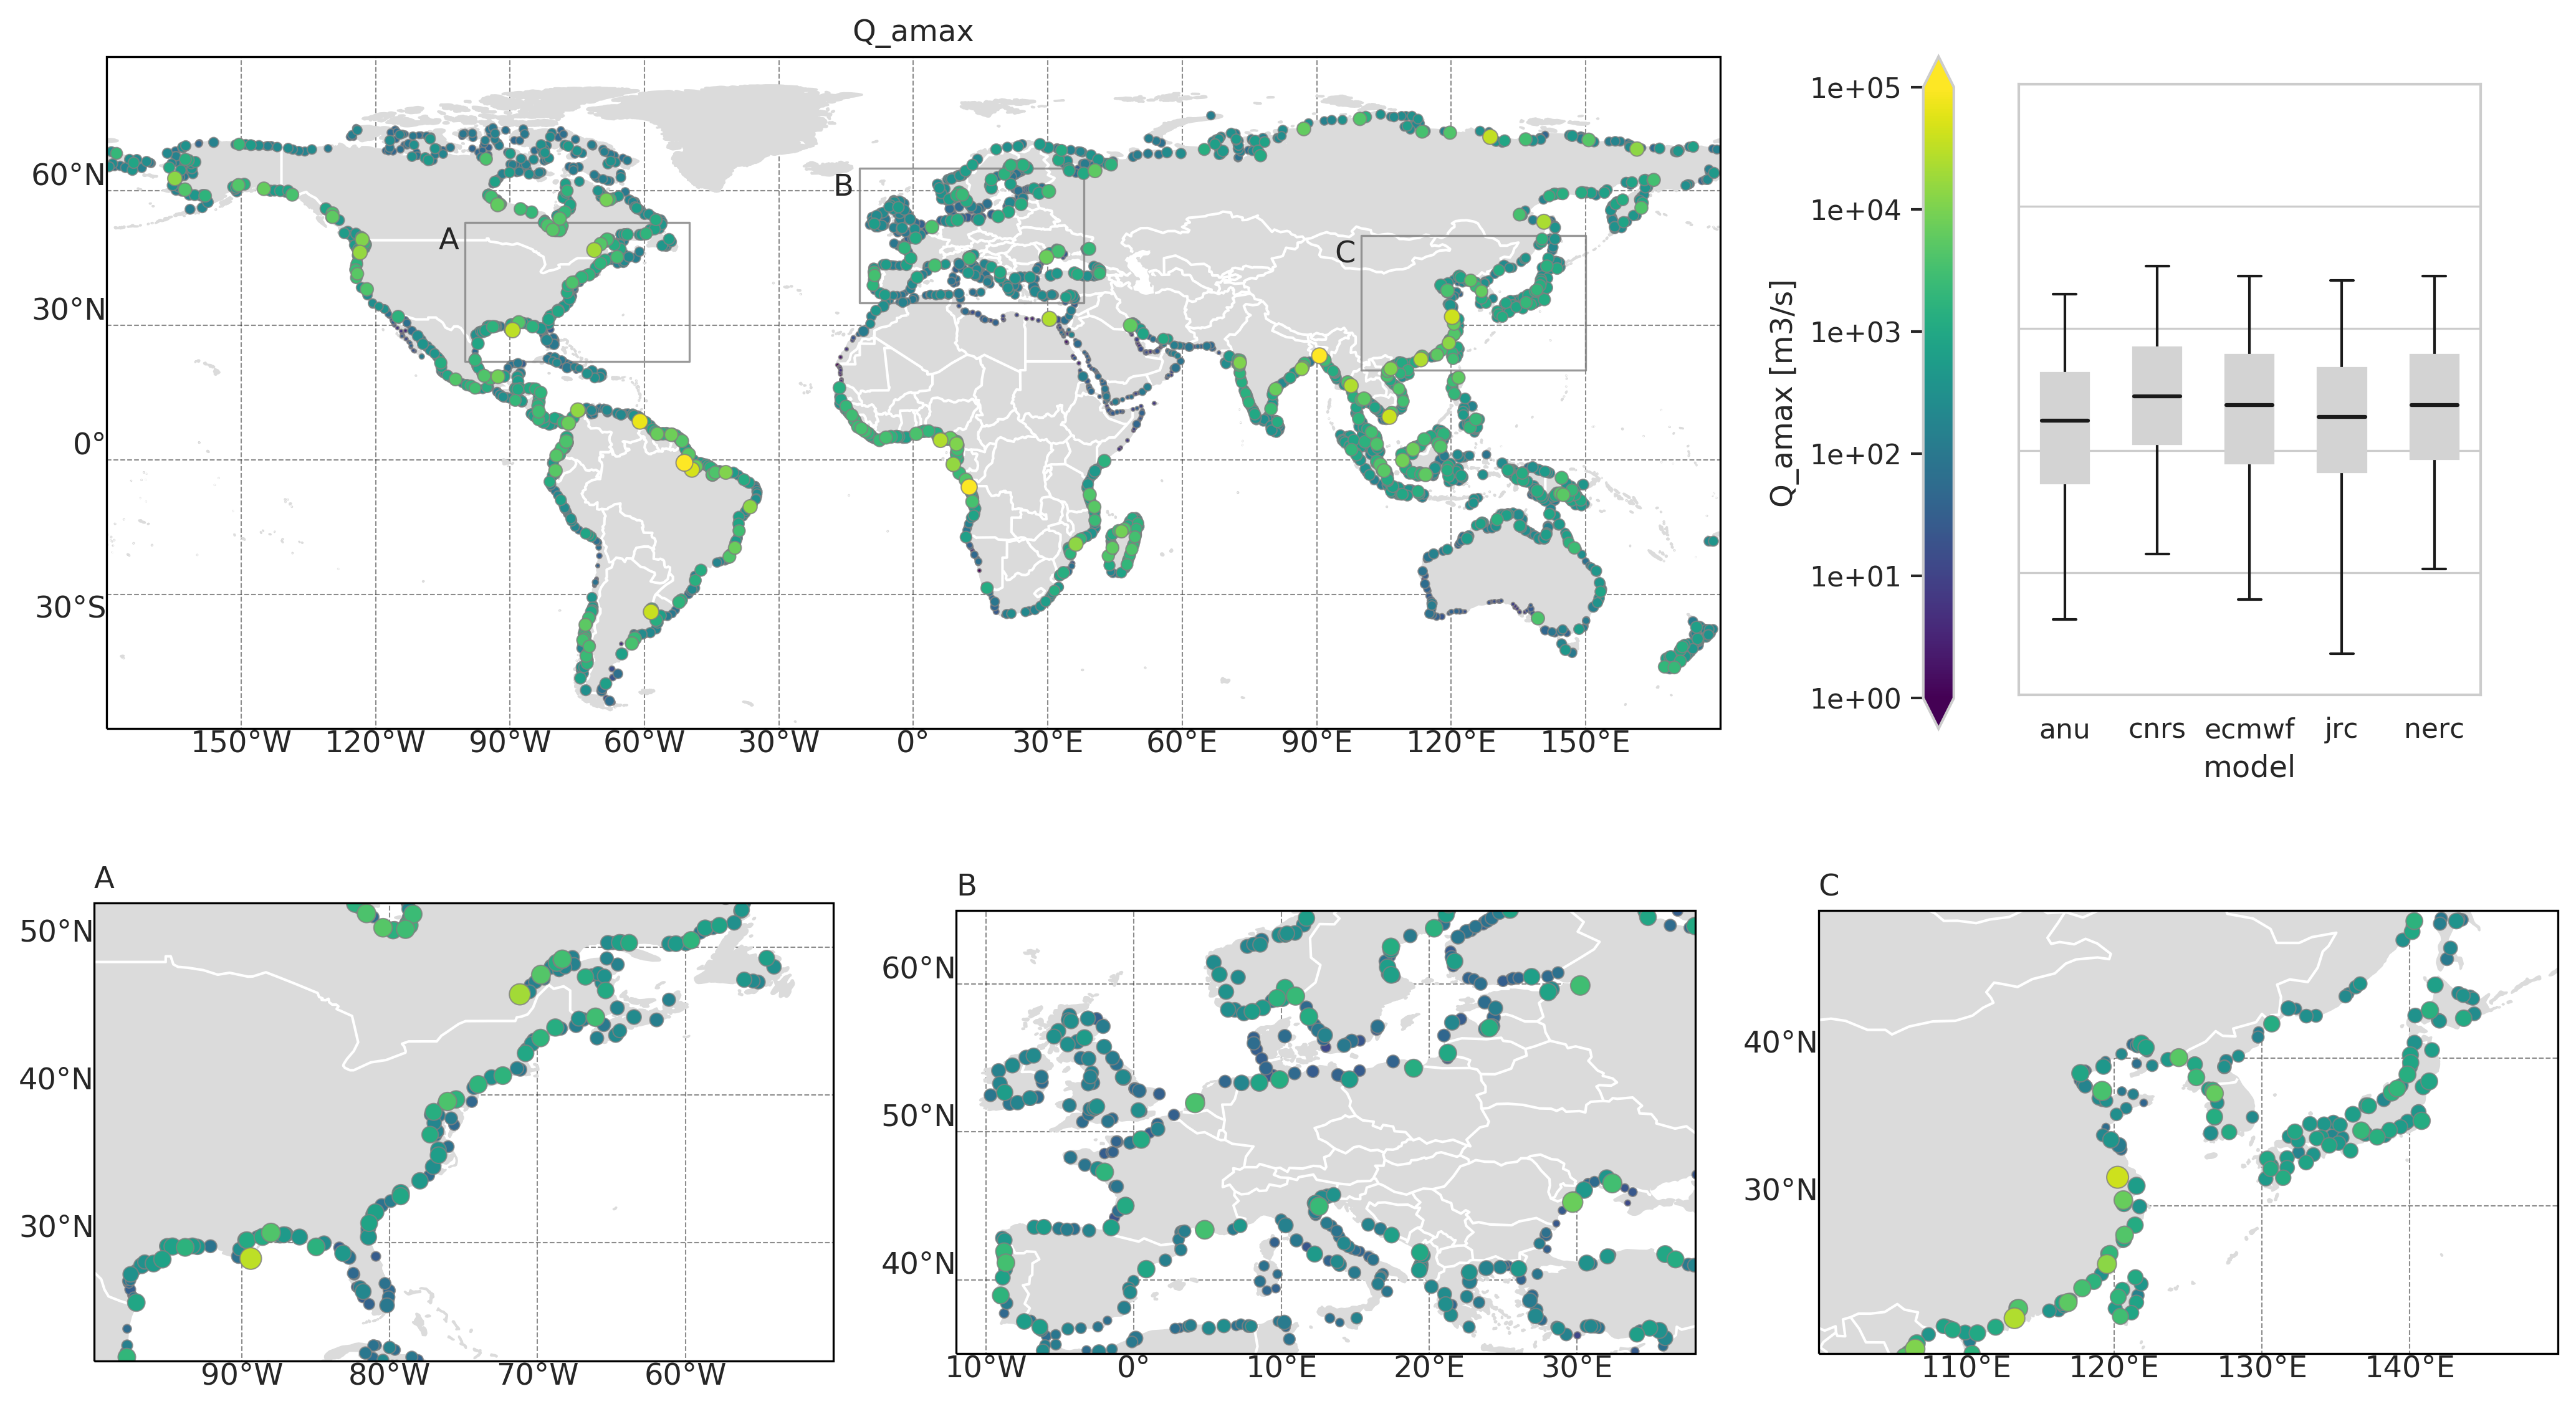 Q_amax
60°N
30°N
0°
30°S
150°W 120°W 90°W 60°W 30°W 0° 30°E 60°E 90°E 120°E 150°E
A
B
C
1e+05
1e+04
1e+03
1e+02
1e+01
1e+00
Q_amax [m3/s]
anu cnrs ecmwf jrc nerc
model
A
50°N
40°N
30°N
90°W 80°W 70°W 60°W
B
60°N
50°N
40°N
10°W 0° 10°E 20°E 30°E
C
40°N
30°N
110°E 120°E 130°E 140°E